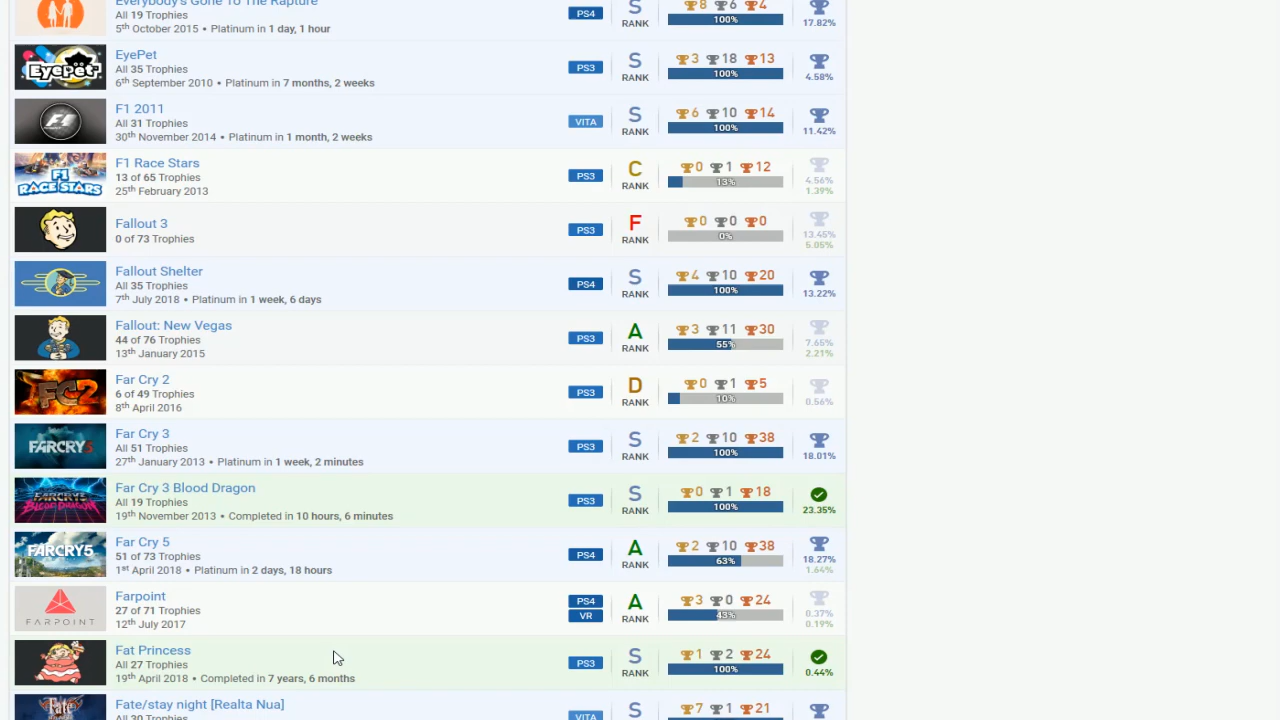 Everybody's Gone To The Rapture
All 19 Trophies
5th October 2015 • Platinum in 1 day, 1 hour
PS4
S
RANK
8 6 4
100%
17.82%
EyePet
EyePet
All 35 Trophies
6th September 2010 • Platinum in 7 months, 2 weeks
PS3
S
RANK
3 18 13
100%
4.58%
F1 2011
All 31 Trophies
30th November 2014 • Platinum in 1 month, 2 weeks
VITA
S
RANK
6 10 14
100%
11.42%
F1
RACE STARS
F1 Race Stars
13 of 65 Trophies
25th February 2013
PS3
C
RANK
0 1 12
13%
4.56%
1.39%
Fallout 3
0 of 73 Trophies
PS3
F
RANK
0 0 0
0%
13.45%
5.05%
Fallout Shelter
All 35 Trophies
7th July 2018 • Platinum in 1 week, 6 days
PS4
S
RANK
4 10 20
100%
13.22%
Fallout: New Vegas
44 of 76 Trophies
13th January 2015
PS3
A
RANK
3 11 30
55%
7.65%
2.21%
FC2
Far Cry 2
6 of 49 Trophies
8th April 2016
PS3
D
RANK
0 1 5
10%
0.56%
FARCRY3
Far Cry 3
All 51 Trophies
27th January 2013 • Platinum in 1 week, 2 minutes
PS3
S
RANK
2 10 38
100%
18.01%
FARCRY3
BLOOD DRAGON
Far Cry 3 Blood Dragon
All 19 Trophies
19th November 2013 • Completed in 10 hours, 6 minutes
PS3
S
RANK
0 1 18
100%
23.35%
FARCRY5
Far Cry 5
51 of 73 Trophies
1st April 2018 • Platinum in 2 days, 18 hours
PS4
A
RANK
2 10 38
63%
18.27%
1.64%
FARPOINT
Farpoint
27 of 71 Trophies
12th July 2017
PS4
VR
A
RANK
3 0 24
43%
0.37%
0.19%
Fat Princess
All 27 Trophies
19th April 2018 • Completed in 7 years, 6 months
PS3
S
RANK
1 2 24
100%
0.44%
Fate
Fate/stay night [Realta Nua]
All 30 Trophies
VITA
S
7 1 21